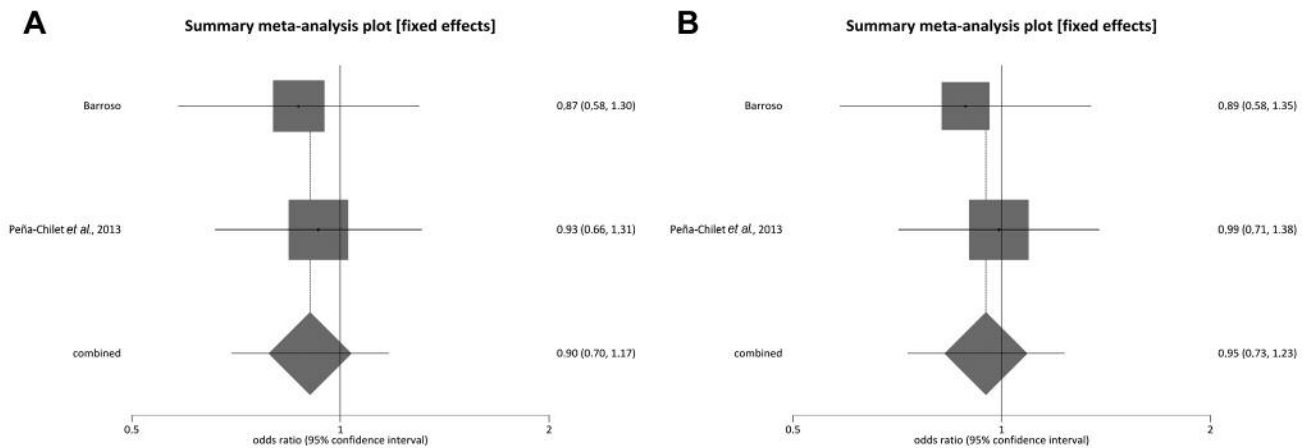 A
Summary meta-analysis plot [fixed effects]
Barroso
0.87 (0.58, 1.30)
Peña-Chilet et al., 2013
0.93 (0.66, 1.31)
combined
0.90 (0.70, 1.17)
0.5
1
2
odds ratio (95% confidence interval)
B
Summary meta-analysis plot [fixed effects]
Barroso
0.89 (0.58, 1.35)
Peña-Chilet et al., 2013
0.99 (0.71, 1.38)
combined
0.95 (0.73, 1.23)
0.5
1
2
odds ratio (95% confidence interval)